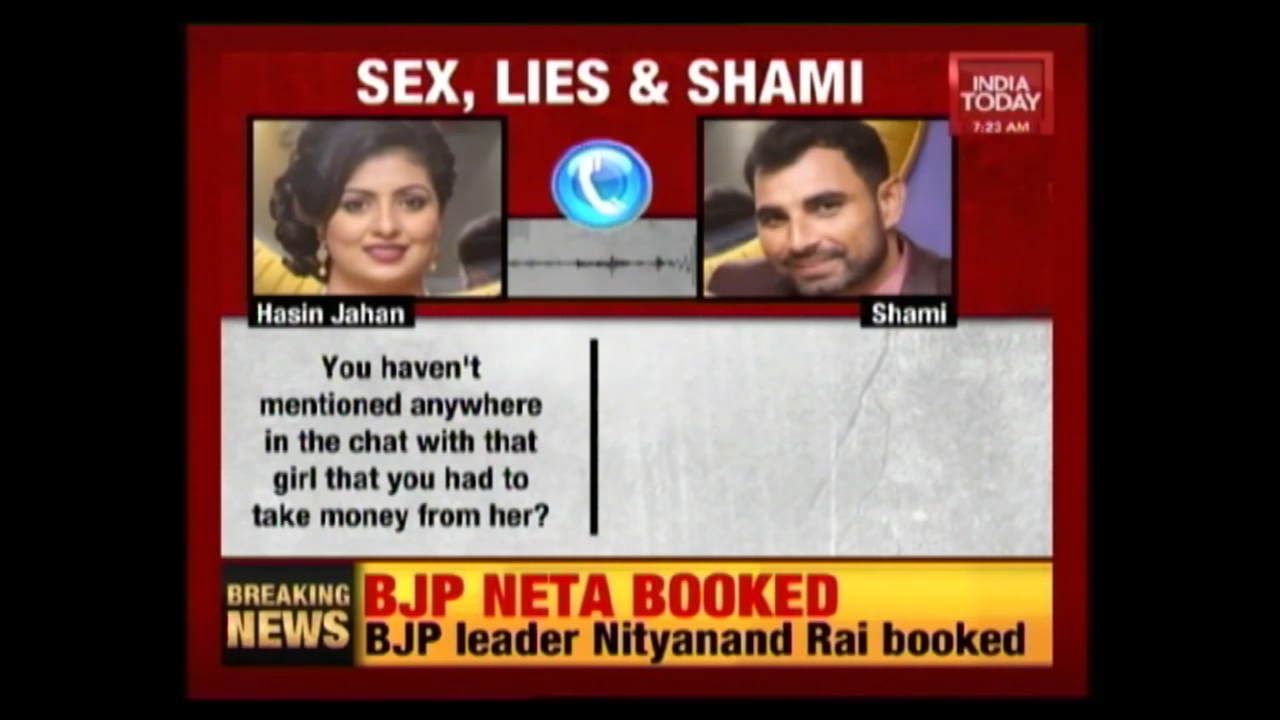 SEX, LIES & SHAMI
INDIA
TODAY
7:23 AM
Hasin Jahan
Shami
You haven't
mentioned anywhere
in the chat with that
girl that you had to
take money from her?
BREAKING
NEWS
BJP NETA BOOKED
BJP leader Nityanand Rai booked